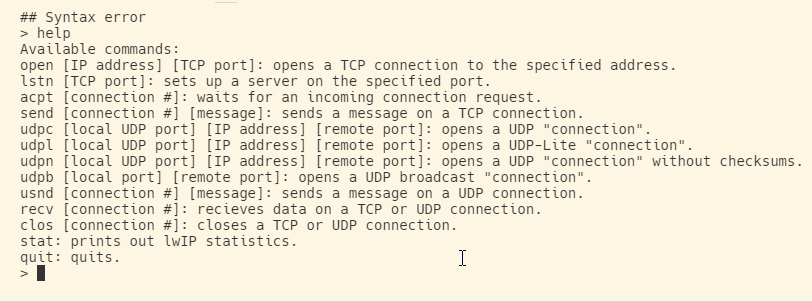 ## Syntax error
> help
Available commands:
open [IP address] [TCP port]: opens a TCP connection to the specified address.
lstn [TCP port]: sets up a server on the specified port.
acpt [connection #]: waits for an incoming connection request.
send [connection #] [message]: sends a message on a TCP connection.
udpc [local UDP port] [IP address] [remote port]: opens a UDP "connection".
udpl [local UDP port] [IP address] [remote port]: opens a UDP-Lite "connection".
udpn [local UDP port] [IP address] [remote port]: opens a UDP "connection" without checksums.
udpb [local port] [remote port]: opens a UDP broadcast "connection".
usnd [connection #] [message]: sends a message on a UDP connection.
recv [connection #]: recieves data on a TCP or UDP connection.
clos [connection #]: closes a TCP or UDP connection.
stat: prints out lwIP statistics.
quit: quits.
>